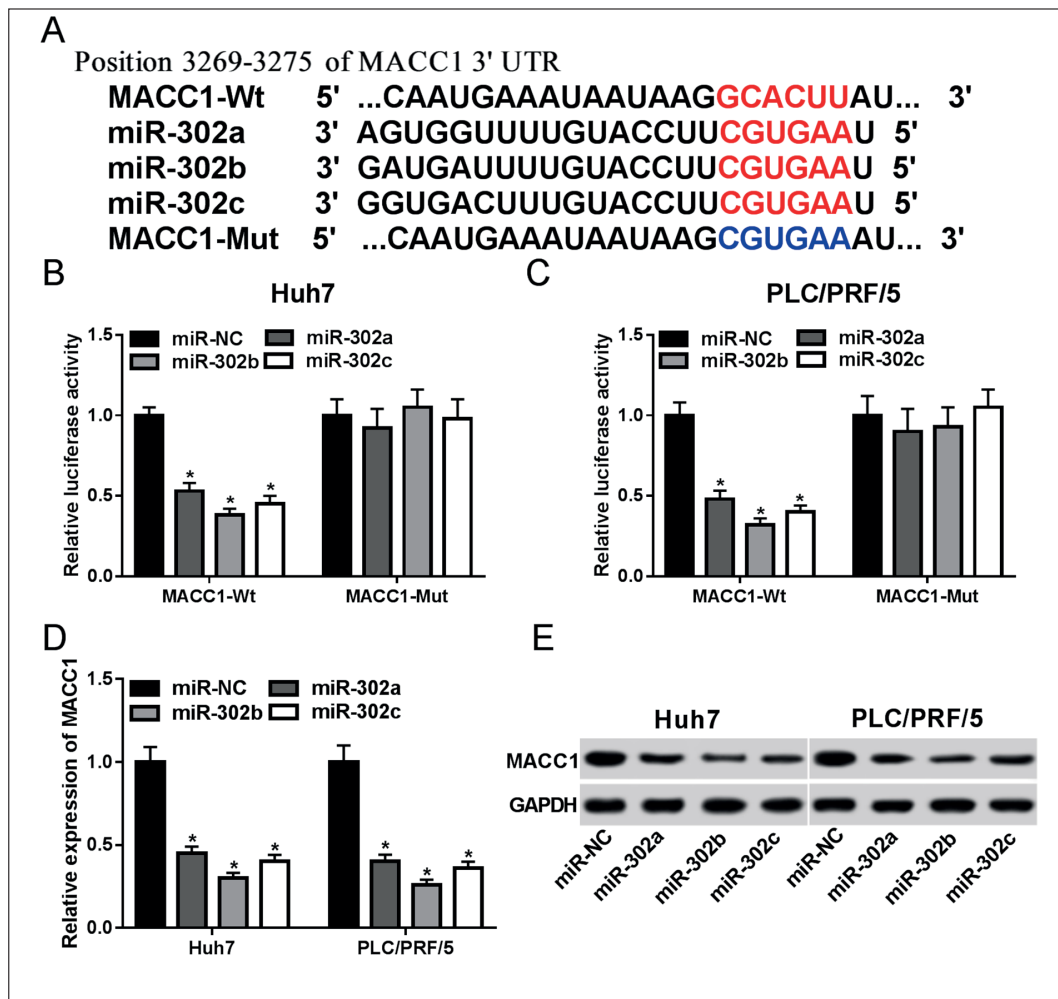 A
Position 3269-3275 of MACC1 3' UTR
MACC1-Wt 5' ...CAAUGAAAUAAUAAGGCACUUAU... 3'
miR-302a 3' AGUGGUUUUGUACCUUCGUGAAU 5'
miR-302b 3' GAUGAUUUUGUACCUUCGUGAAU 5'
miR-302c 3' GGUGACUUUGUACCUUCGUGAAU 5'
MACC1-Mut 5' ...CAAUGAAAUAAUAAGCGUGAAAU... 3'
B
Huh7
Relative luciferase activity
1.5
1.0
0.5
0.0
miR-NC miR-302a
miR-302b miR-302c
* * *
MACC1-Wt MACC1-Mut
C
PLC/PRF/5
Relative luciferase activity
1.5
1.0
0.5
0.0
miR-NC miR-302a
miR-302b miR-302c
* * *
MACC1-Wt MACC1-Mut
D
Relative expression of MACC1
1.5
1.0
0.5
0.0
miR-NC miR-302a
miR-302b miR-302c
* * * * * *
Huh7 PLC/PRF/5
E
Huh7 PLC/PRF/5
MACC1
GAPDH
miR-NC miR-302a miR-302b miR-302c miR-NC miR-302a miR-302b miR-302c